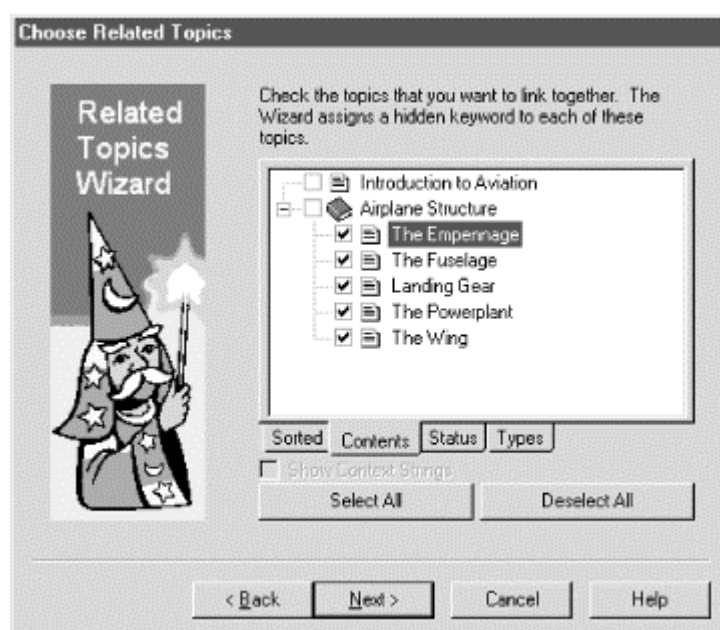 Choose Related Topics
Related
Topics
Wizard
Check the topics that you want to link together. The
Wizard assigns a hidden keyword to each of these
topics.
Introduction to Aviation
Airplane Structure
The Empennage
The Fuselage
Landing Gear
The Powerplant
The Wing
Sorted Contents Status Types
Show Context Strings
Select All Deselect All
< Back Next > Cancel Help